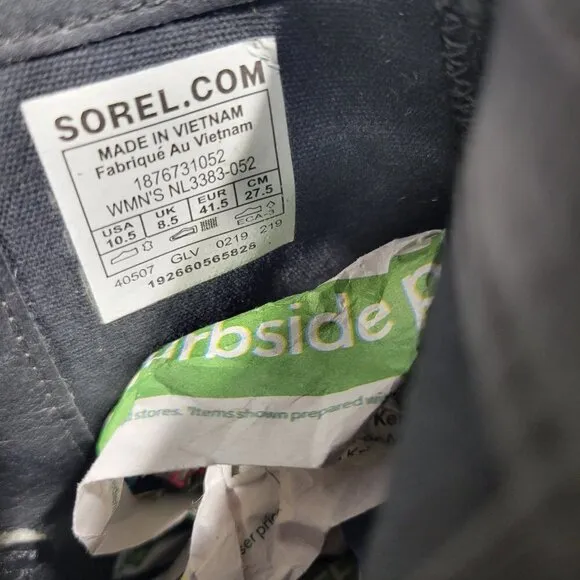 SOREL.COM
MADE IN VIETNAM
Fabriqué Au Vietnam
1876731052
WMN'S NL3383-052
USA UK EUR CM
10.5 8.5 41.5 27.5
ECA-3
40507 GLV 0219 219
192660565828
urbside
stores. *Items shown prepared